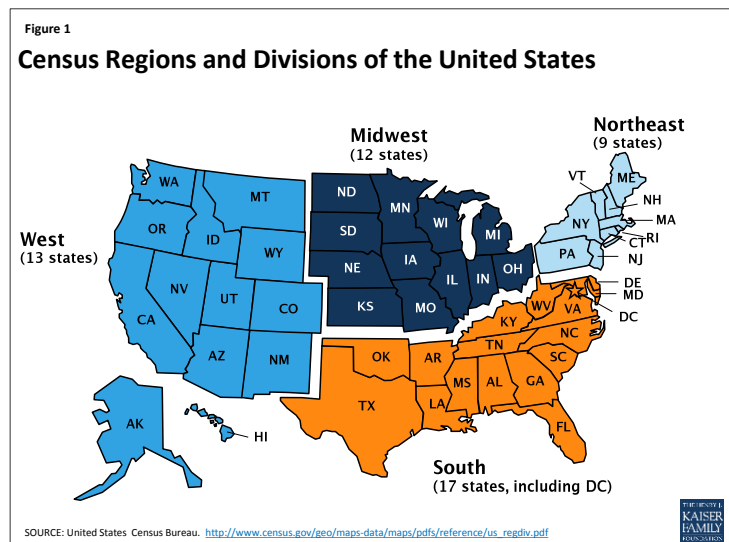 Figure 1
Census Regions and Divisions of the United States
Northeast
(9 states)
Midwest
(12 states)
West
(13 states)
WA
MT
ND
MN
VT
ME
NH
OR
ID
SD
WI
MI
NY
MA
RI
CT
WY
NE
IA
PA
NJ
NV
UT
CO
KS
MO
IL
IN
OH
DE
MD
DC
CA
AZ
NM
OK
AR
KY
WV
VA
TN
NC
SC
TX
LA
MS
AL
GA
FL
AK
HI
South
(17 states, including DC)
SOURCE: United States Census Bureau. http://www.census.gov/geo/maps-data/maps/pdfs/reference/us_regdiv.pdf
THE HENRY J.
KAISER
FAMILY
FOUNDATION